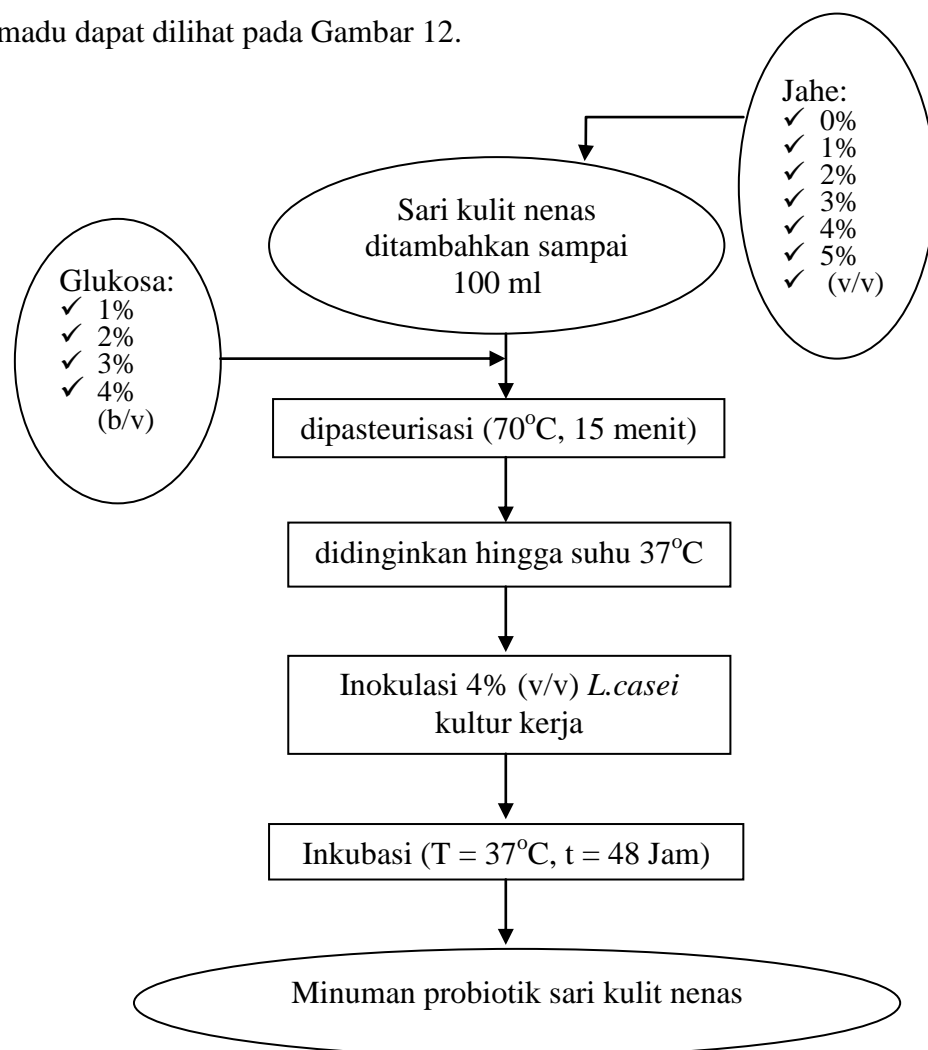 madu dapat dilihat pada Gambar 12.
Jahe:
✓ 0%
✓ 1%
✓ 2%
✓ 3%
✓ 4%
✓ 5%
✓ (v/v)
Sari kulit nenas
ditambahkan sampai
100 ml
Glukosa:
✓ 1%
✓ 2%
✓ 3%
✓ 4%
(b/v)
dipasteurisasi (70°C, 15 menit)
didinginkan hingga suhu 37°C
Inokulasi 4% (v/v) L.casei
kultur kerja
Inkubasi (T = 37°C, t = 48 Jam)
Minuman probiotik sari kulit nenas